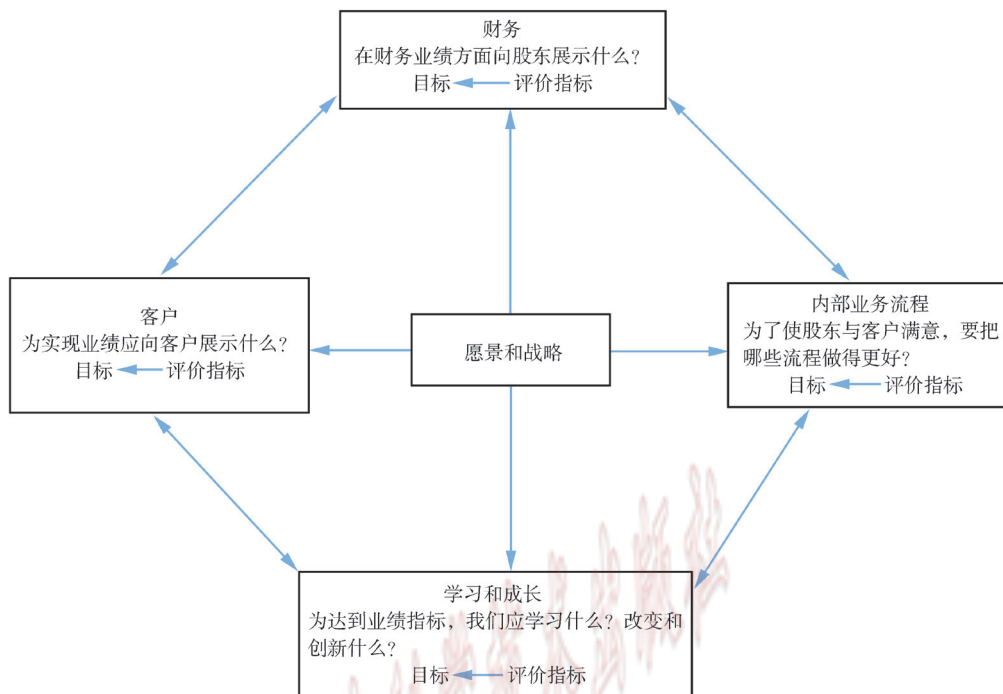 财务
在财务业绩方面向股东展示什么？
目标 评价指标
客户
为实现业绩应向客户展示什么？
目标 评价指标
愿景和战略
内部业务流程
为了使股东与客户满意，要把
哪些流程做得更好？
目标 评价指标
学习和成长
为达到业绩指标，我们应学习什么？改变和
创新什么？
目标 评价指标